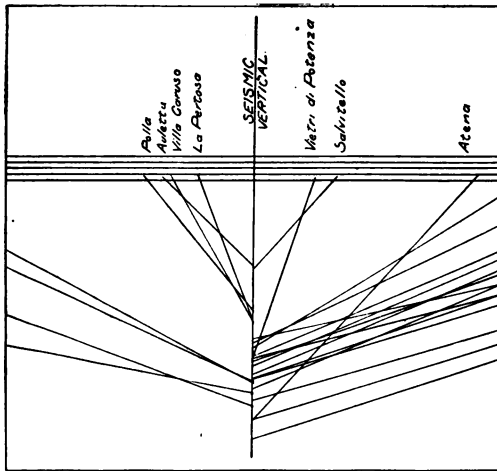 Polla
Auletta
Villa Caruso
La Pertosa
SEISMIC
VERTICAL.
Vietri di Potenza
Salvitello
Atena